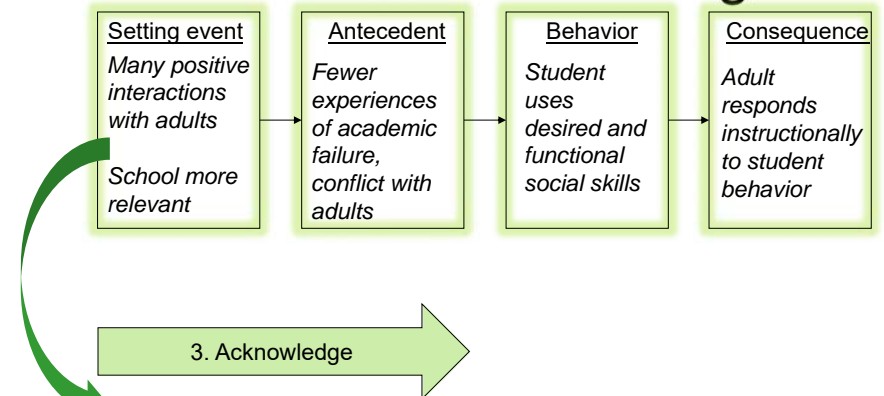 Setting event
Many positive
interactions
with adults
School more
relevant
Antecedent
Fewer
experiences
of academic
failure,
conflict with
adults
Behavior
Student
uses
desired and
functional
social skills
Consequence
Adult
responds
instructionally
to student
behavior
3. Acknowledge